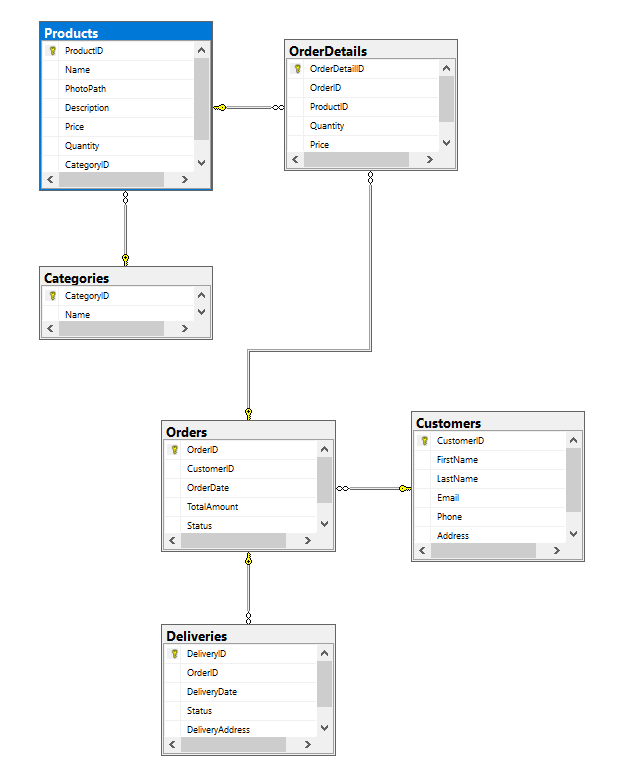 Products
ProductID
Name
PhotoPath
Description
Price
Quantity
CategoryID
OrderDetails
OrderDetailID
OrderID
ProductID
Quantity
Price
Categories
CategoryID
Name
Orders
OrderID
CustomerID
OrderDate
TotalAmount
Status
Customers
CustomerID
FirstName
LastName
Email
Phone
Address
Deliveries
DeliveryID
OrderID
DeliveryDate
Status
DeliveryAddress